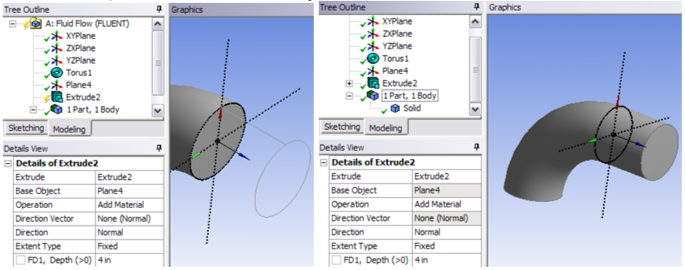 Tree Outline
A: Fluid Flow (FLUENT)
XYPlane
ZXPlane
YZPlane
Torus1
Plane4
Extrude2
1 Part, 1 Body
Sketching Modeling
Details View
Details of Extrude2
Extrude Extrude2
Base Object Plane4
Operation Add Material
Direction Vector None (Normal)
Direction Normal
Extent Type Fixed
FD1, Depth (>0) 4 in
Graphics
Tree Outline
XYPlane
ZXPlane
YZPlane
Torus1
Plane4
Extrude2
1 Part, 1 Body
Solid
Sketching Modeling
Details View
Details of Extrude2
Extrude Extrude2
Base Object Plane4
Operation Add Material
Direction Vector None (Normal)
Direction Normal
Extent Type Fixed
FD1, Depth (>0) 4 in
Graphics